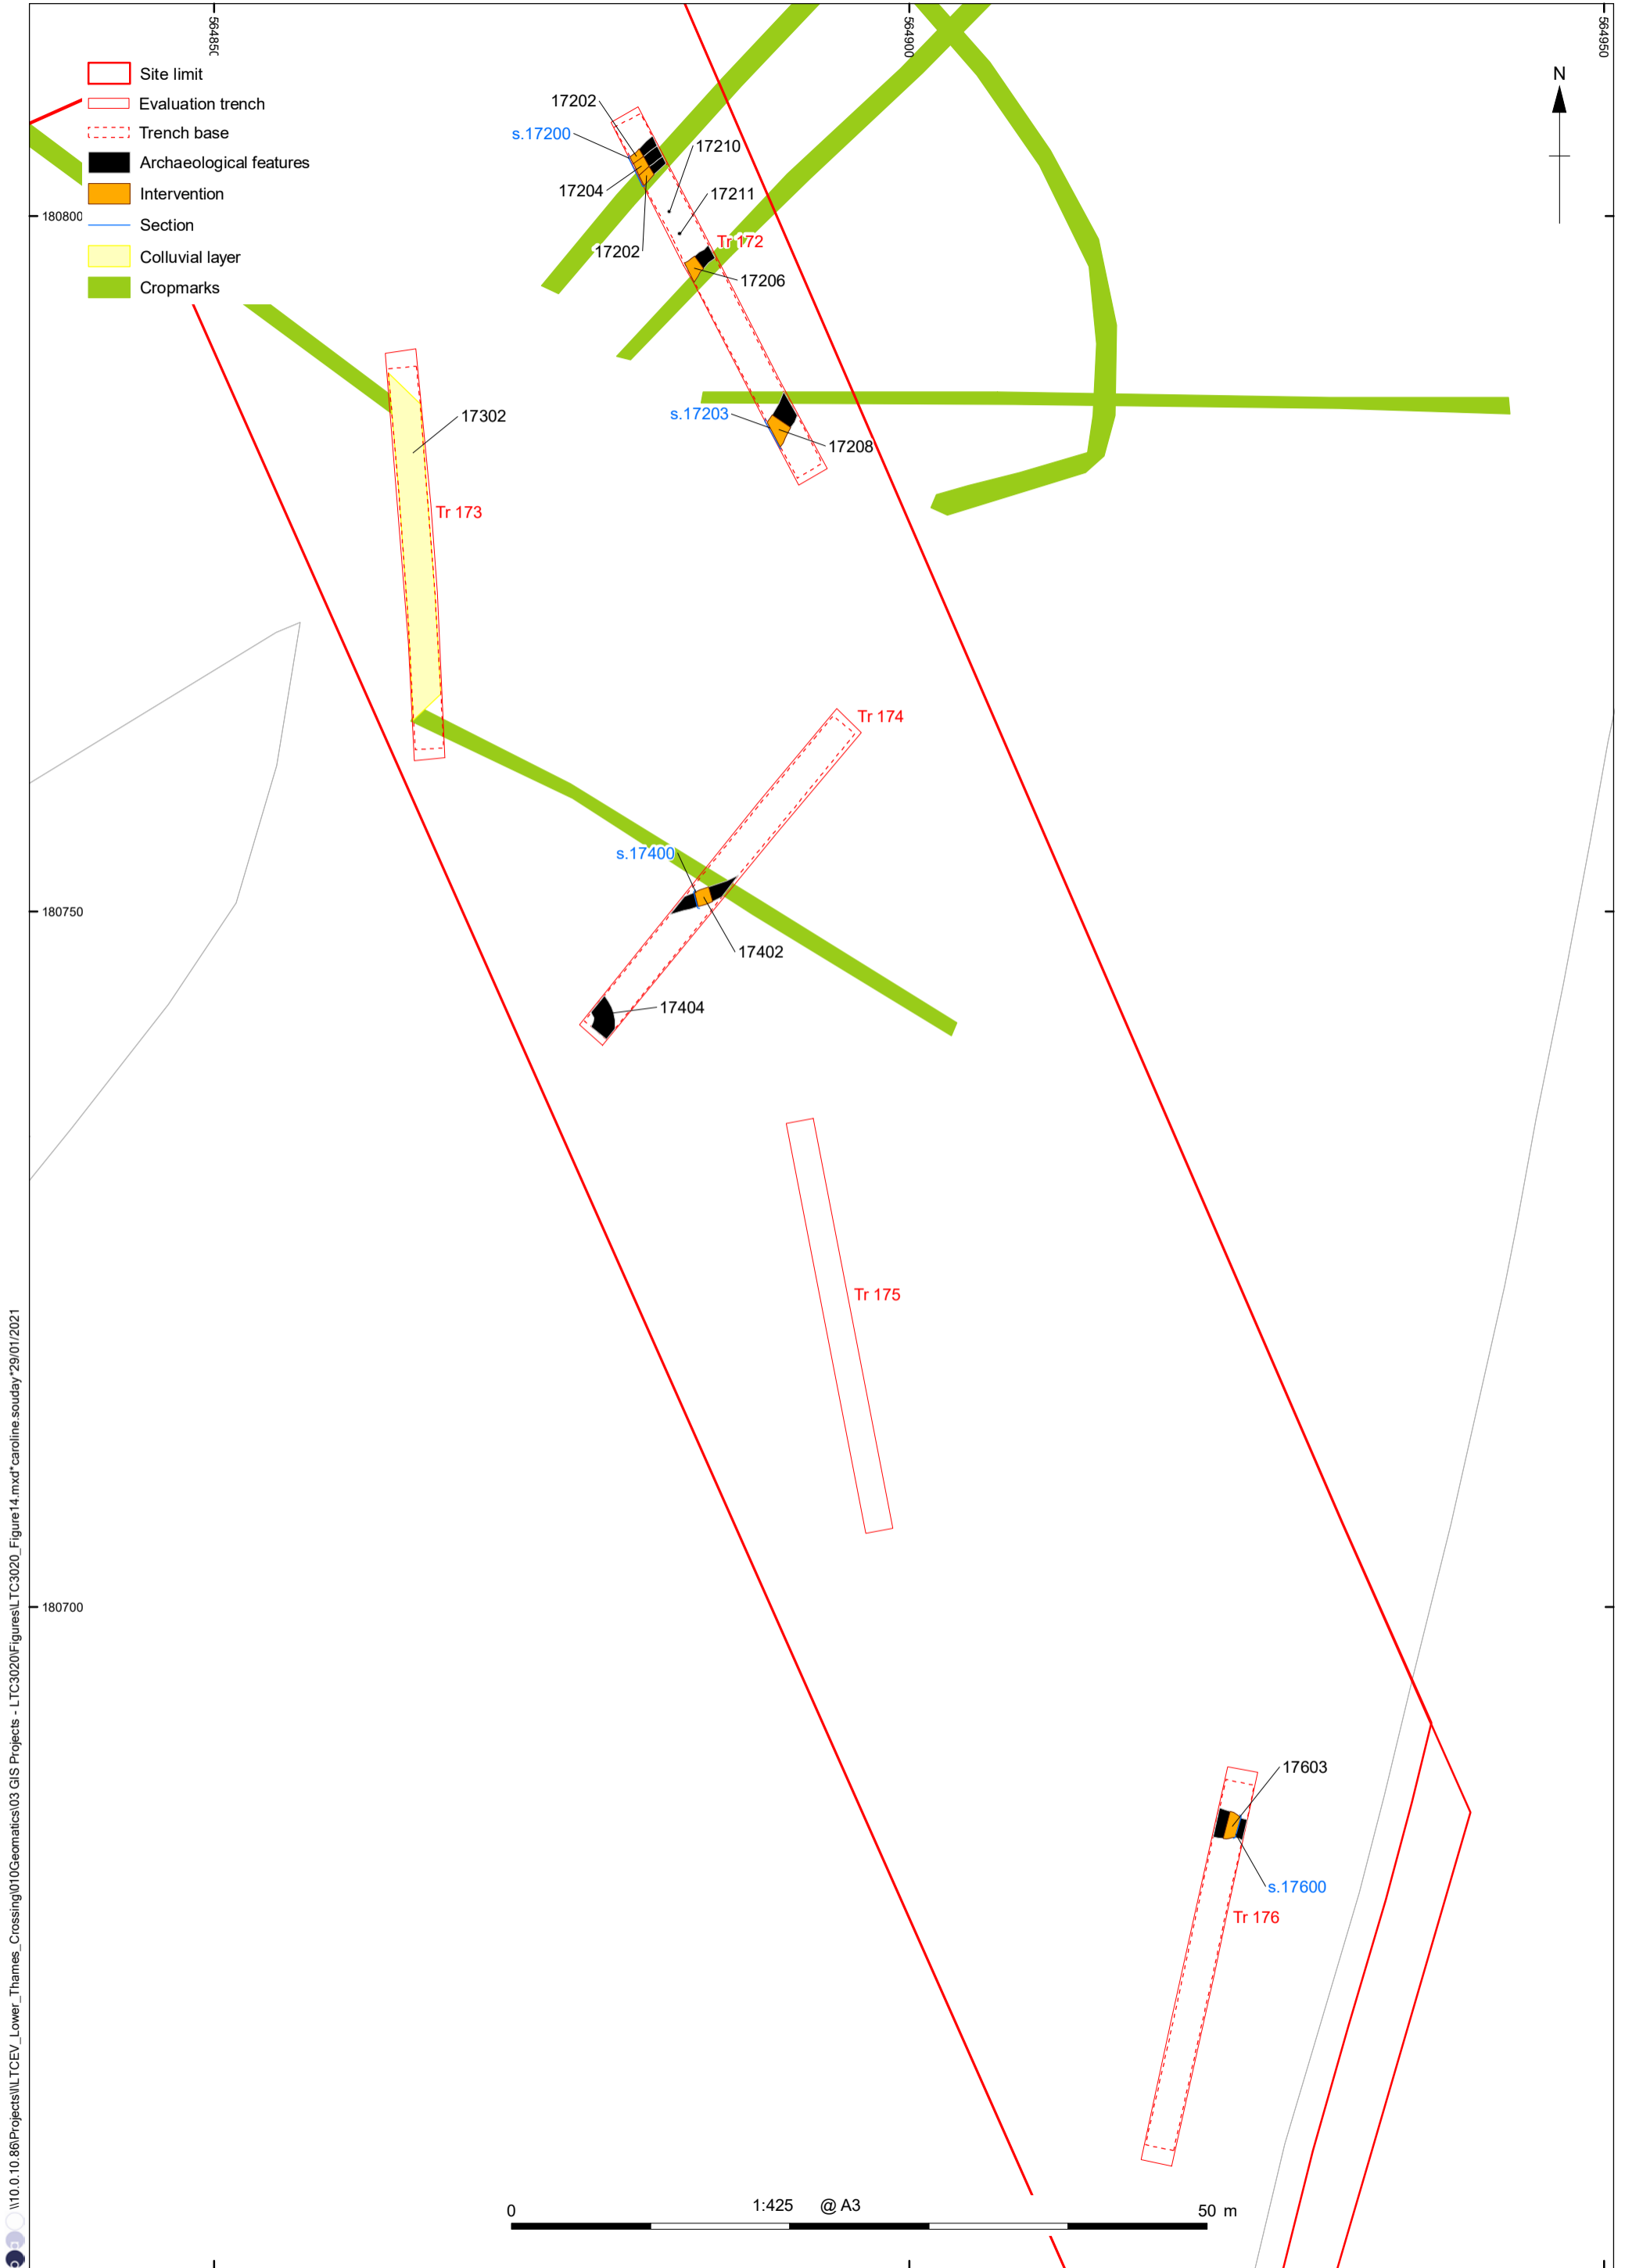 564850
564900
564950
Site limit
Evaluation trench
Trench base
Archaeological features
Intervention
Section
Colluvial layer
Cropmarks
N
17202
s.17200
17210
17204
17211
180800
17202
Tr 172
17206
17302
s.17203
17208
Tr 173
Tr 174
s.17400
180750
17402
17404
Tr 175
180700
17603
s.17600
Tr 176
0
1:425 @ A3
50 m
\\10.0.10.86\Projects\l\LTCEV_Lower_Thames_Crossing\010Geomatics\03 GIS Projects - LTC3020\Figures\LTC3020_Figure14.mxd*caroline.souday*29/01/2021